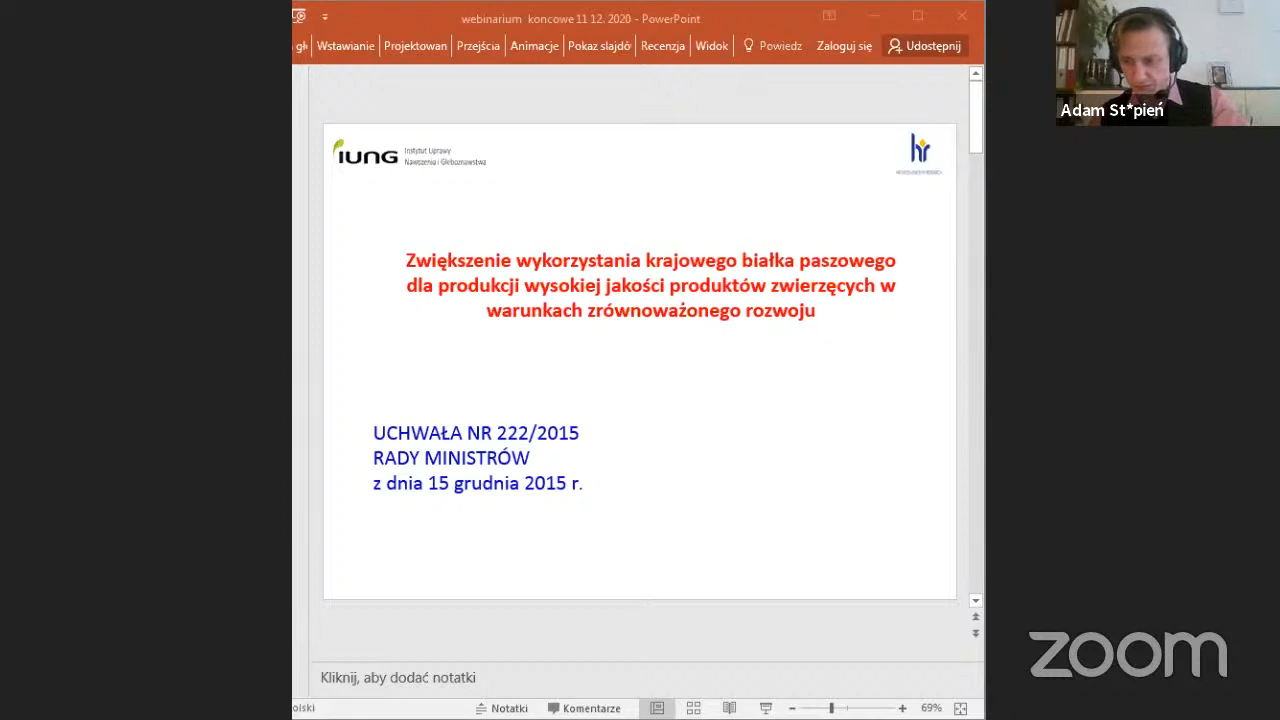 webinarium koncowe 11 12. 2020 - PowerPoint
Wstawianie
Projektowan
Przejścia
Animacje
Pokaz slajdó
Recenzja
Widok
Powiedz
Zaloguj się
Udostępnij
Adam St*pień
IUNG
Instytut Uprawy
Nawożenia i Gleboznawstwa
hr
Zwiększenie wykorzystania krajowego białka paszowego
dla produkcji wysokiej jakości produktów zwierzęcych w
warunkach zrównoważonego rozwoju
UCHWAŁA NR 222/2015
RADY MINISTRÓW
z dnia 15 grudnia 2015 r.
Kliknij, aby dodać notatki
olski
Notatki
Komentarze
69%
zoom